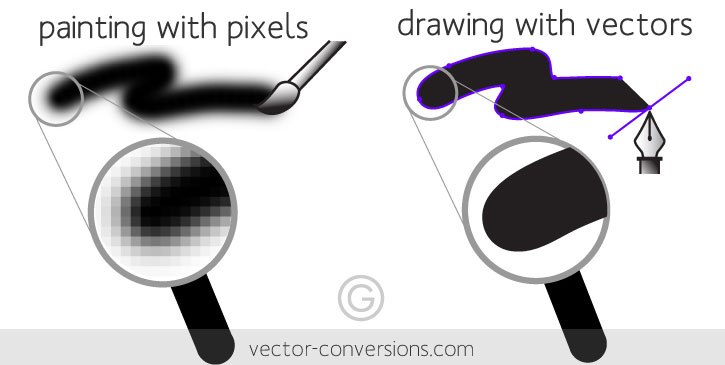 painting with pixels
drawing with vectors
G
vector-conversions.com